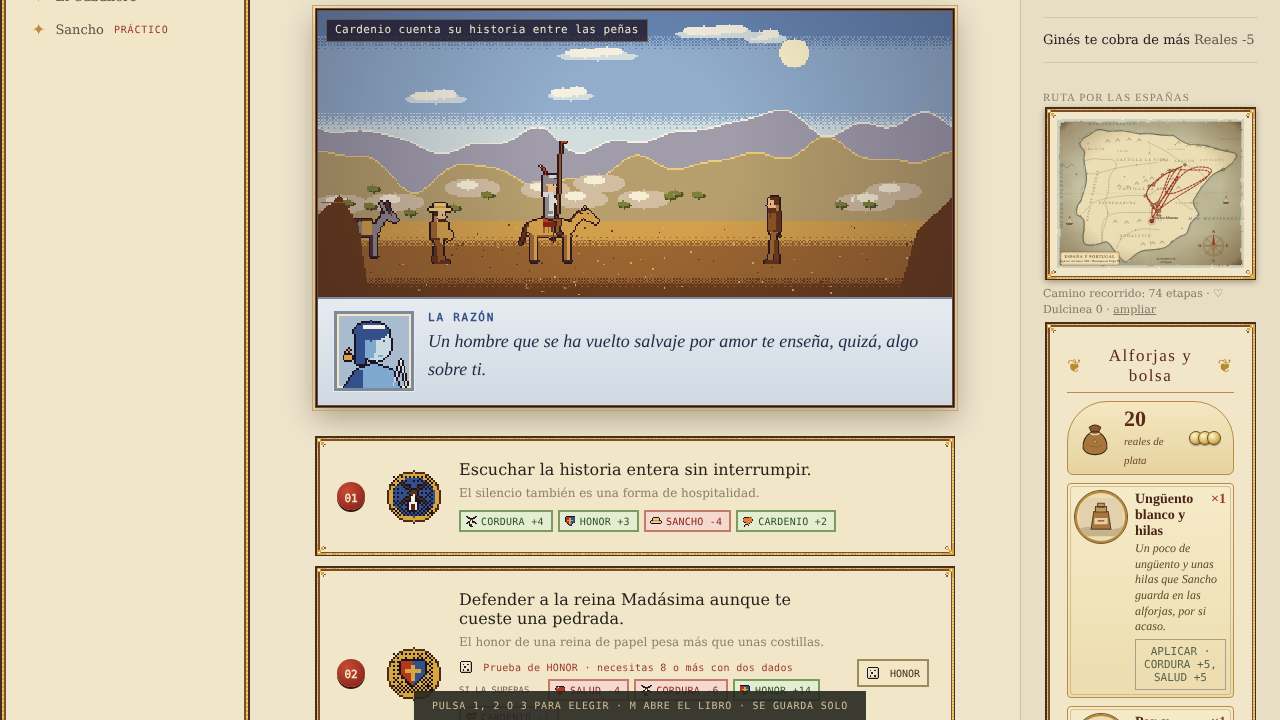 Sancho PRÁCTICO
Cardenio cuenta su historia entre las peñas
LA RAZÓN
Un hombre que se ha vuelto salvaje por amor te enseña, quizá, algo
sobre ti.
01
Escuchar la historia entera sin interrumpir.
El silencio también es una forma de hospitalidad.
CORDURA +4 HONOR +3 SANCHO -4 CARDENIO +2
02
Defender a la reina Madásima aunque te
cueste una pedrada.
El honor de una reina de papel pesa más que unas costillas.
Prueba de HONOR · necesitas 8 o más con dos dados
HONOR
SI LA SUPERAS SALUD -4 CORDURA -6 HONOR +14
PULSA 1, 2 O 3 PARA ELEGIR · M ABRE EL LIBRO · SE GUARDA SOLO
Ginés te cobra de más Reales -5
RUTA POR LAS ESPAÑAS
ESPAÑA Y PORTUGAL
Camino recorrido: 74 etapas · ♡
Dulcinea 0 · ampliar
Alforjas y
bolsa
20
reales de
plata
Ungüento ×1
blanco y
hilas
Un poco de
ungüento y unas
hilas que Sancho
guarda en las
alforjas, por si
acaso.
APLICAR ·
CORDURA +5,
SALUD +5